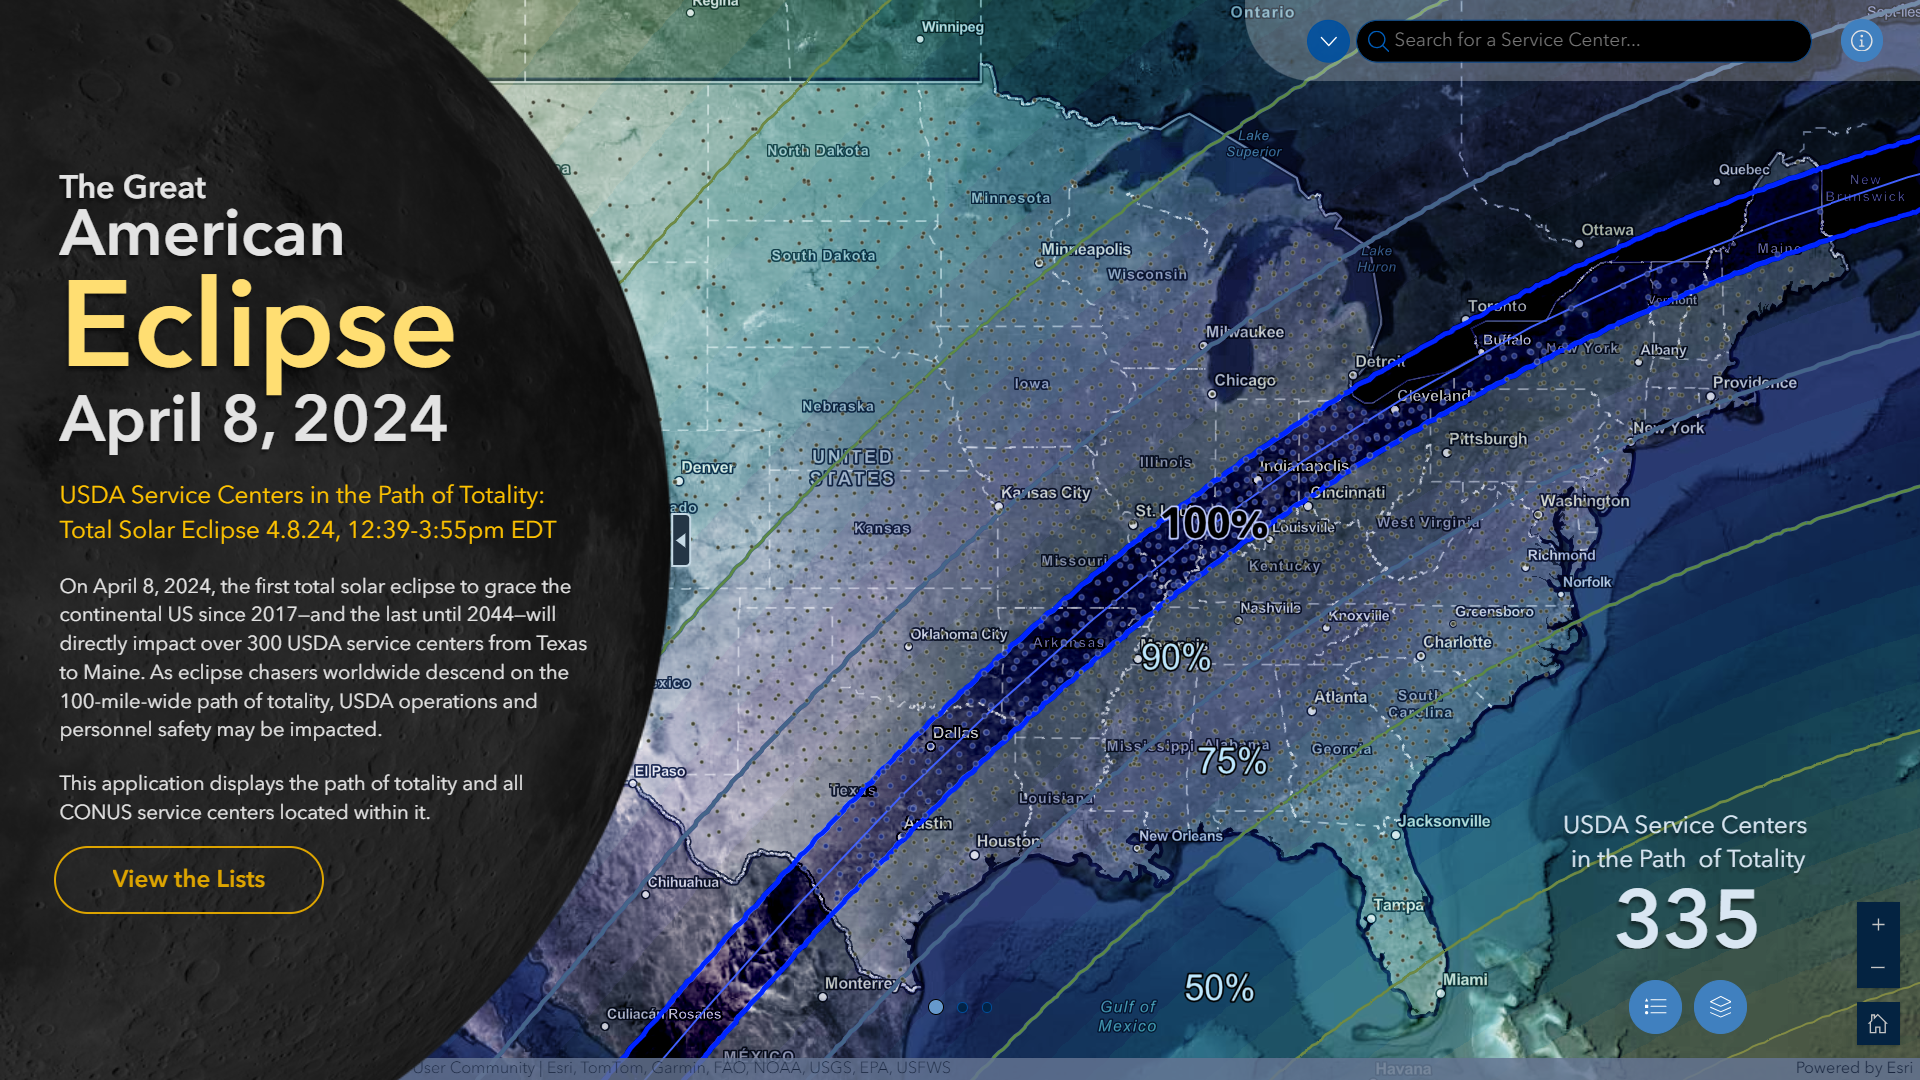 The Great
American
Eclipse
April 8, 2024
USDA Service Centers in the Path of Totality:
Total Solar Eclipse 4.8.24, 12:39-3:55pm EDT
On April 8, 2024, the first total solar eclipse to grace the
continental US since 2017—and the last until 2044—will
directly impact over 300 USDA service centers from Texas
to Maine. As eclipse chasers worldwide descend on the
100-mile-wide path of totality, USDA operations and
personnel safety may be impacted.
This application displays the path of totality and all
CONUS service centers located within it.
View the Lists
Search for a Service Center...
Regina
Winnipeg
Ontario
Lake
Superior
North Dakota
Minnesota
Quebec
New
Brunswick
Ottawa
Maine
South Dakota
Minneapolis
Wisconsin
Lake
Huron
Toronto
Vermont
Milwaukee
Buffalo
New York
Albany
Detroit
Chicago
Iowa
Providence
Cleveland
Nebraska
New York
Pittsburgh
UNITED
STATES
Illinois
Indianapolis
Denver
Kansas City
Cincinnati
Washington
Kansas
100%
Louisville
West Virginia
Missouri
Kentucky
Richmond
Norfolk
Nashville
Knoxville
Greensboro
Oklahoma City
Arkansas
90%
Charlotte
Atlanta
South
Carolina
Dallas
Mississippi
Alabama
Georgia
75%
El Paso
Texas
Louisiana
Austin
Houston
New Orleans
Jacksonville
Chihuahua
Tampa
Monterrey
50%
Miami
Gulf of
Mexico
Culiacán Rosales
MÉXICO
Havana
USDA Service Centers
in the Path of Totality
335
+
−
User Community | Esri, TomTom, Garmin, FAO, NOAA, USGS, EPA, USFWS
Powered by Esri